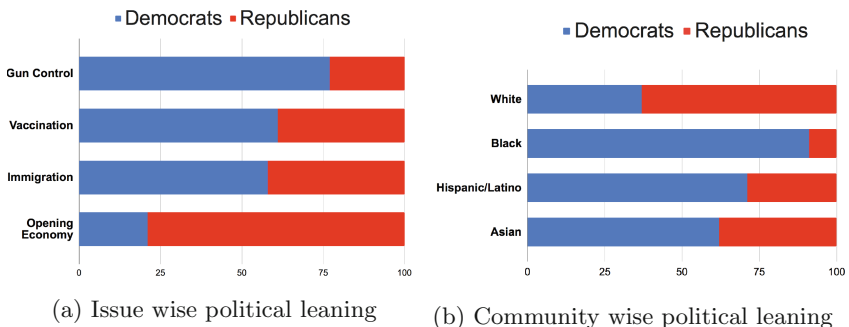 Democrats Republicans
Gun Control
Vaccination
Immigration
Opening
Economy
0 25 50 75 100
(a) Issue wise political leaning
Democrats Republicans
White
Black
Hispanic/Latino
Asian
0 25 50 75 100
(b) Community wise political leaning